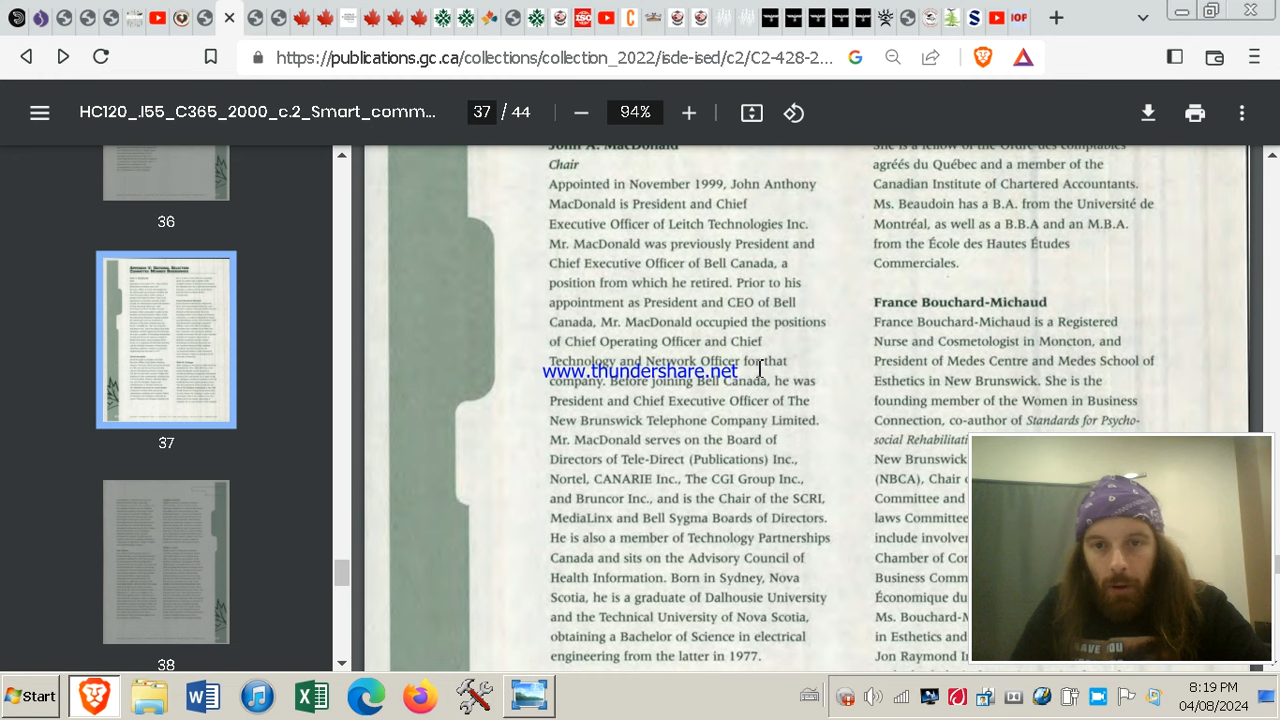 https://publications.gc.ca/collections/collection_2022/isde-ised/c2/C2-428-2...
HC120_.I55_C365_2000_c.2_Smart_comm...
37 / 44
94%
36
37
38
John A. MacDonald
Chair
Appointed in November 1999, John Anthony
MacDonald is President and Chief
Executive Officer of Leitch Technologies Inc.
Mr. MacDonald was previously President and
Chief Executive Officer of Bell Canada, a
position from which he retired. Prior to his
appointment as President and CEO of Bell
Canada, Mr. MacDonald occupied the positions
of Chief Operating Officer and Chief
Technology and Network Officer for that
company. Before joining Bell Canada, he was
President and Chief Executive Officer of The
New Brunswick Telephone Company Limited.
Mr. MacDonald serves on the Board of
Directors of Tele-Direct (Publications) Inc.,
Nortel, CANARIE Inc., The CGI Group Inc.,
and Bruncor Inc., and is the Chair of the SCRI,
MediaLinx and Bell Sygma Boards of Directors.
He is also a member of Technology Partnerships
Canada and sits on the Advisory Council of
Health Information. Born in Sydney, Nova
Scotia, he is a graduate of Dalhousie University
and the Technical University of Nova Scotia,
obtaining a Bachelor of Science in electrical
engineering from the latter in 1977.
www.thundershare.net
She is a fellow of the Ordre des comptables
agréés du Québec and a member of the
Canadian Institute of Chartered Accountants.
Ms. Beaudoin has a B.A. from the Université de
Montréal, as well as a B.B.A and an M.B.A.
from the École des Hautes Études
Commerciales.
France Bouchard-Michaud
France Bouchard-Michaud is a Registered
Nurse and Cosmetologist in Moncton, and
President of Medes Centre and Medes School of
Esthetics in New Brunswick. She is the
founding member of the Women in Business
Connection, co-author of Standards for Psycho-
social
New Brunswick
(NBCA), Chair
Committee and
laws Committee
include
Chamber of
Business
Économique du
Ms.
in Esthetics and
Jon Raymond
Start
8:19 PM
04/08/2024